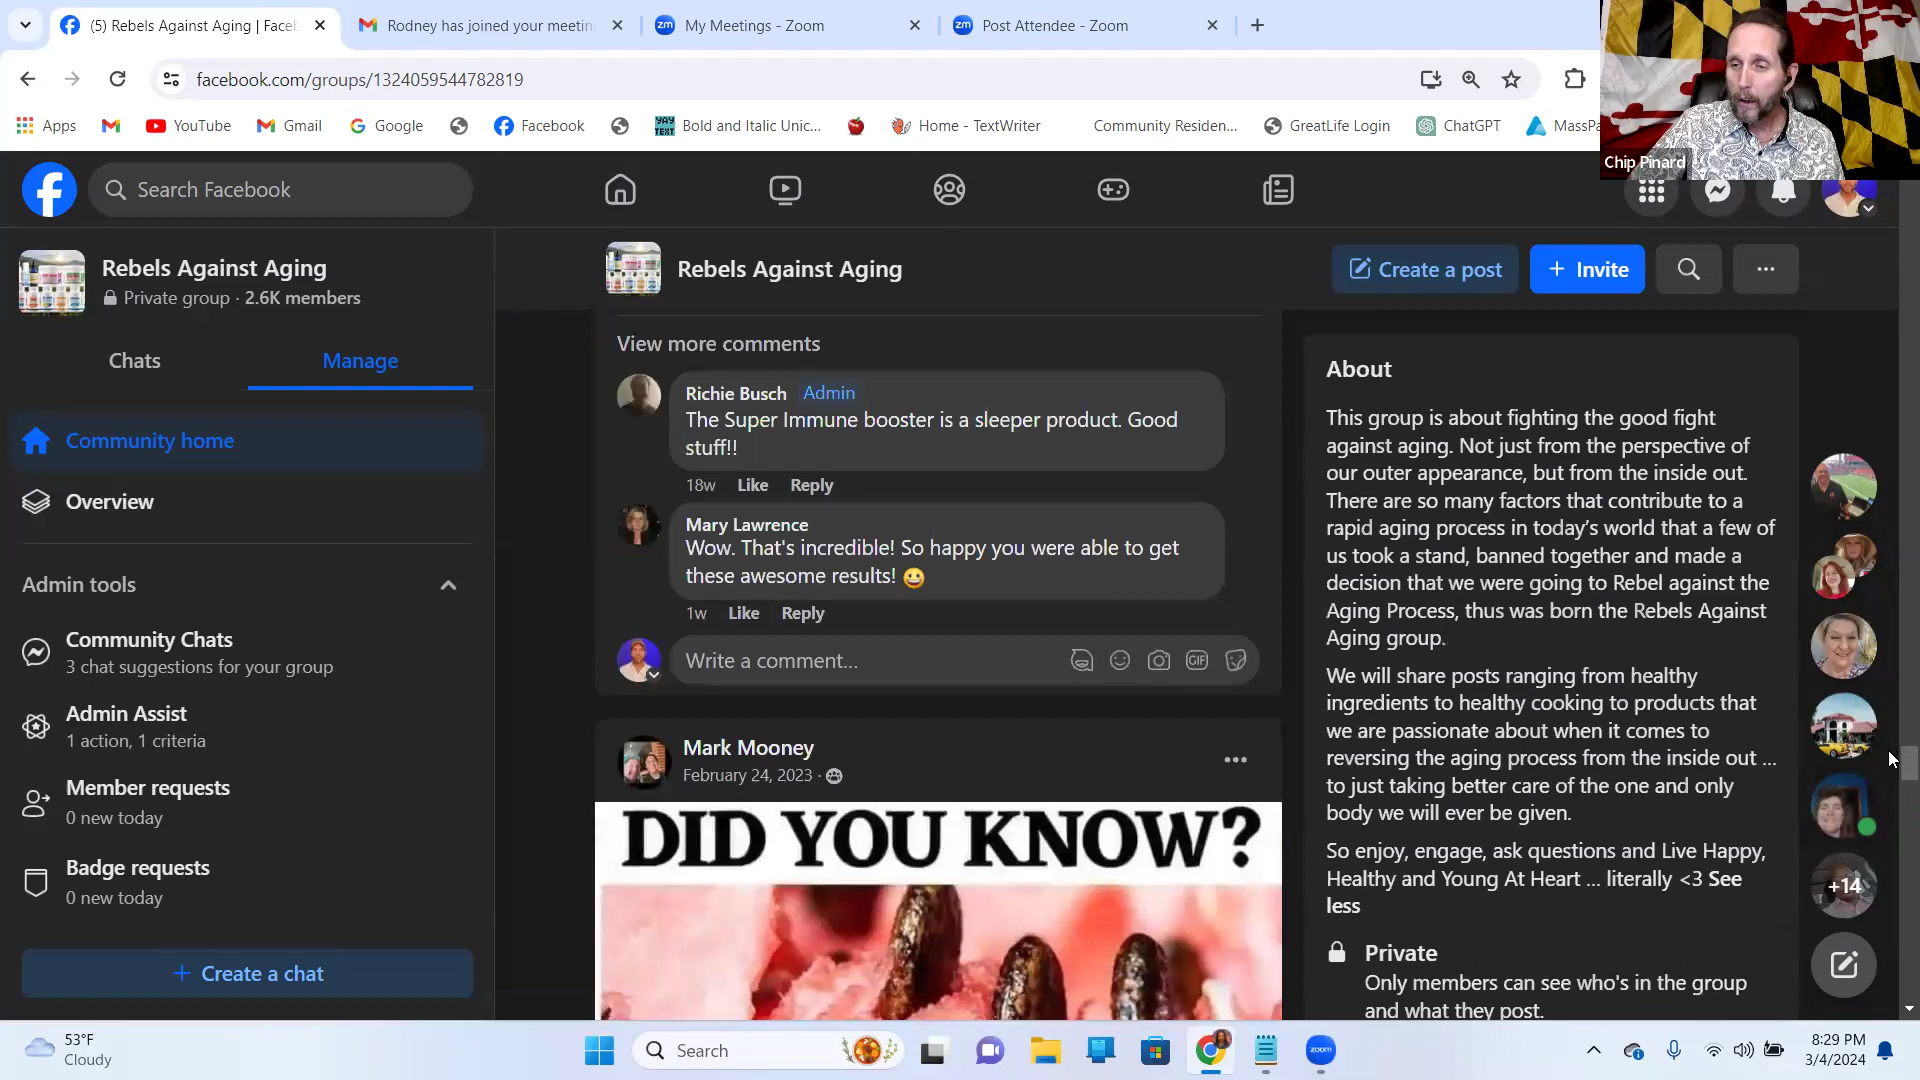 (5) Rebels Against Aging | Face
Rodney has joined your meetin
My Meetings - Zoom
Post Attendee - Zoom
facebook.com/groups/1324059544782819
Apps
YouTube
Gmail
Google
Facebook
YAY TEXT
Bold and Italic Unic...
Home - TextWriter
Community Residen...
GreatLife Login
ChatGPT
MassPa
Chip Pinard
Search Facebook
Rebels Against Aging
Private group · 2.6K members
Chats
Manage
Community home
Overview
Admin tools
Community Chats
3 chat suggestions for your group
Admin Assist
1 action, 1 criteria
Member requests
0 new today
Badge requests
0 new today
+ Create a chat
Rebels Against Aging
Create a post
+ Invite
View more comments
Richie Busch Admin
The Super Immune booster is a sleeper product. Good
stuff!!
18w Like Reply
Mary Lawrence
Wow. That's incredible! So happy you were able to get
these awesome results! 😀
1w Like Reply
Write a comment...
GIF
Mark Mooney
February 24, 2023 ·
DID YOU KNOW?
About
This group is about fighting the good fight
against aging. Not just from the perspective of
our outer appearance, but from the inside out.
There are so many factors that contribute to a
rapid aging process in today's world that a few of
us took a stand, banned together and made a
decision that we were going to Rebel against the
Aging Process, thus was born the Rebels Against
Aging group.
We will share posts ranging from healthy
ingredients to healthy cooking to products that
we are passionate about when it comes to
reversing the aging process from the inside out ...
to just taking better care of the one and only
body we will ever be given.
So enjoy, engage, ask questions and Live Happy,
Healthy and Young At Heart ... literally <3 See
less
Private
Only members can see who's in the group
and what they post.
+14
53°F
Cloudy
Search
zoom
8:29 PM
3/4/2024